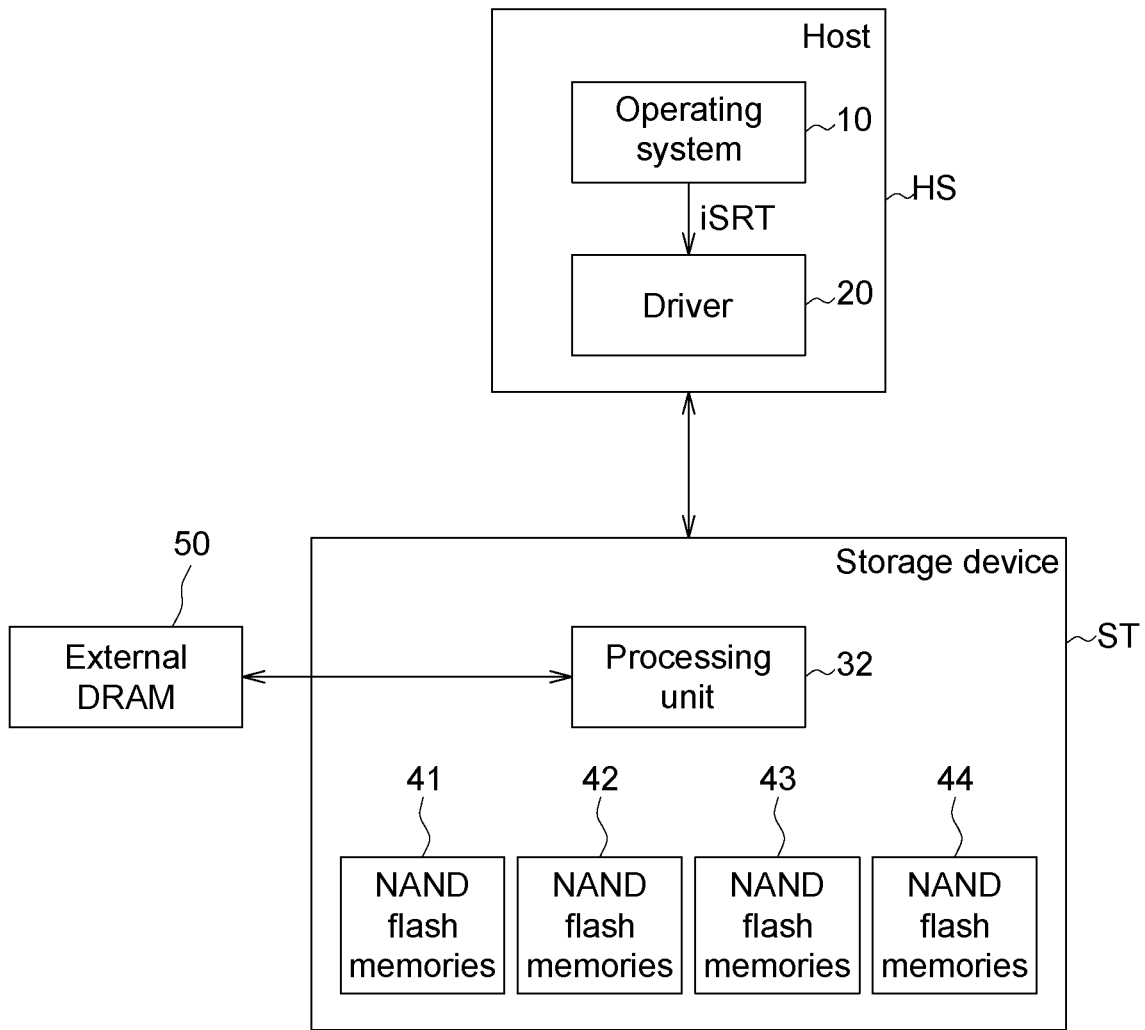 Host
Operating
system
10
HS
iSRT
Driver
20
50
Storage device
External
DRAM
Processing
unit
32
ST
41
42
43
44
NAND
flash
memories
NAND
flash
memories
NAND
flash
memories
NAND
flash
memories